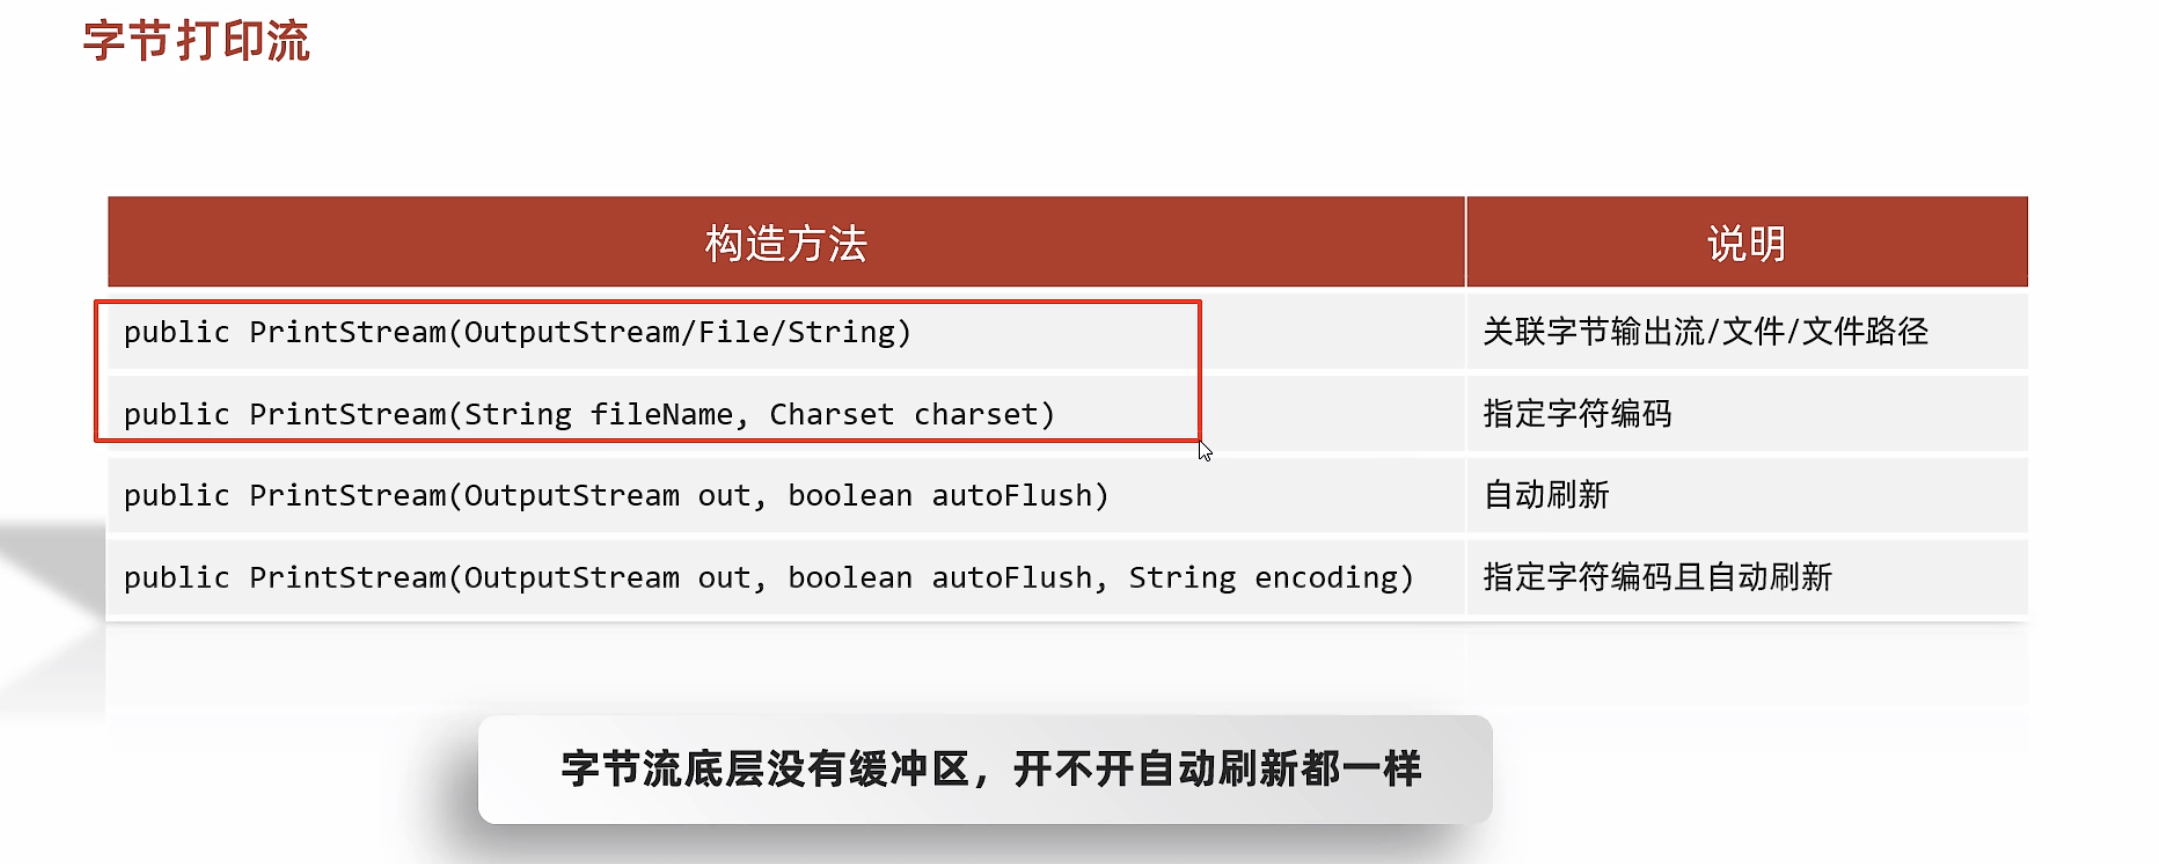 字节打印流
构造方法 说明
public PrintStream(OutputStream/File/String) 关联字节输出流/文件/文件路径
public PrintStream(String fileName, Charset charset) 指定字符编码
public PrintStream(OutputStream out, boolean autoFlush) 自动刷新
public PrintStream(OutputStream out, boolean autoFlush, String encoding) 指定字符编码且自动刷新
字节流底层没有缓冲区，开不开自动刷新都一样